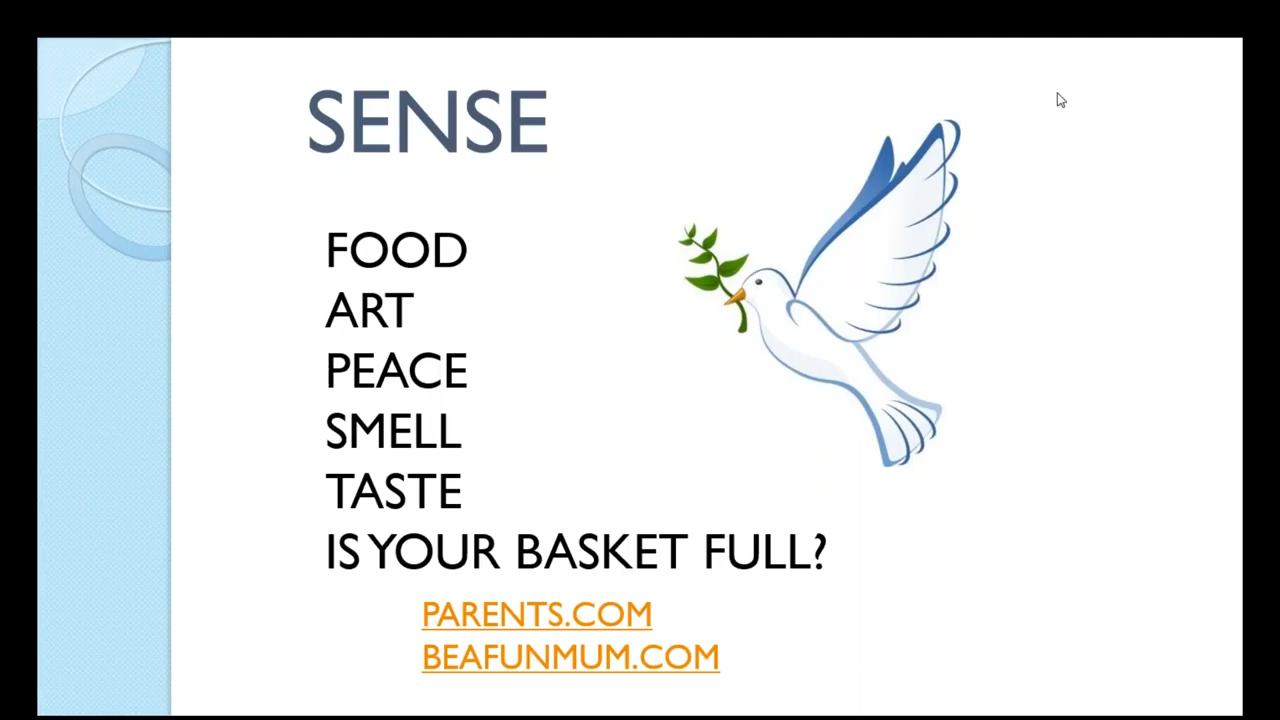 SENSE
FOOD
ART
PEACE
SMELL
TASTE
IS YOUR BASKET FULL?
PARENTS.COM
BEAFUNMUM.COM